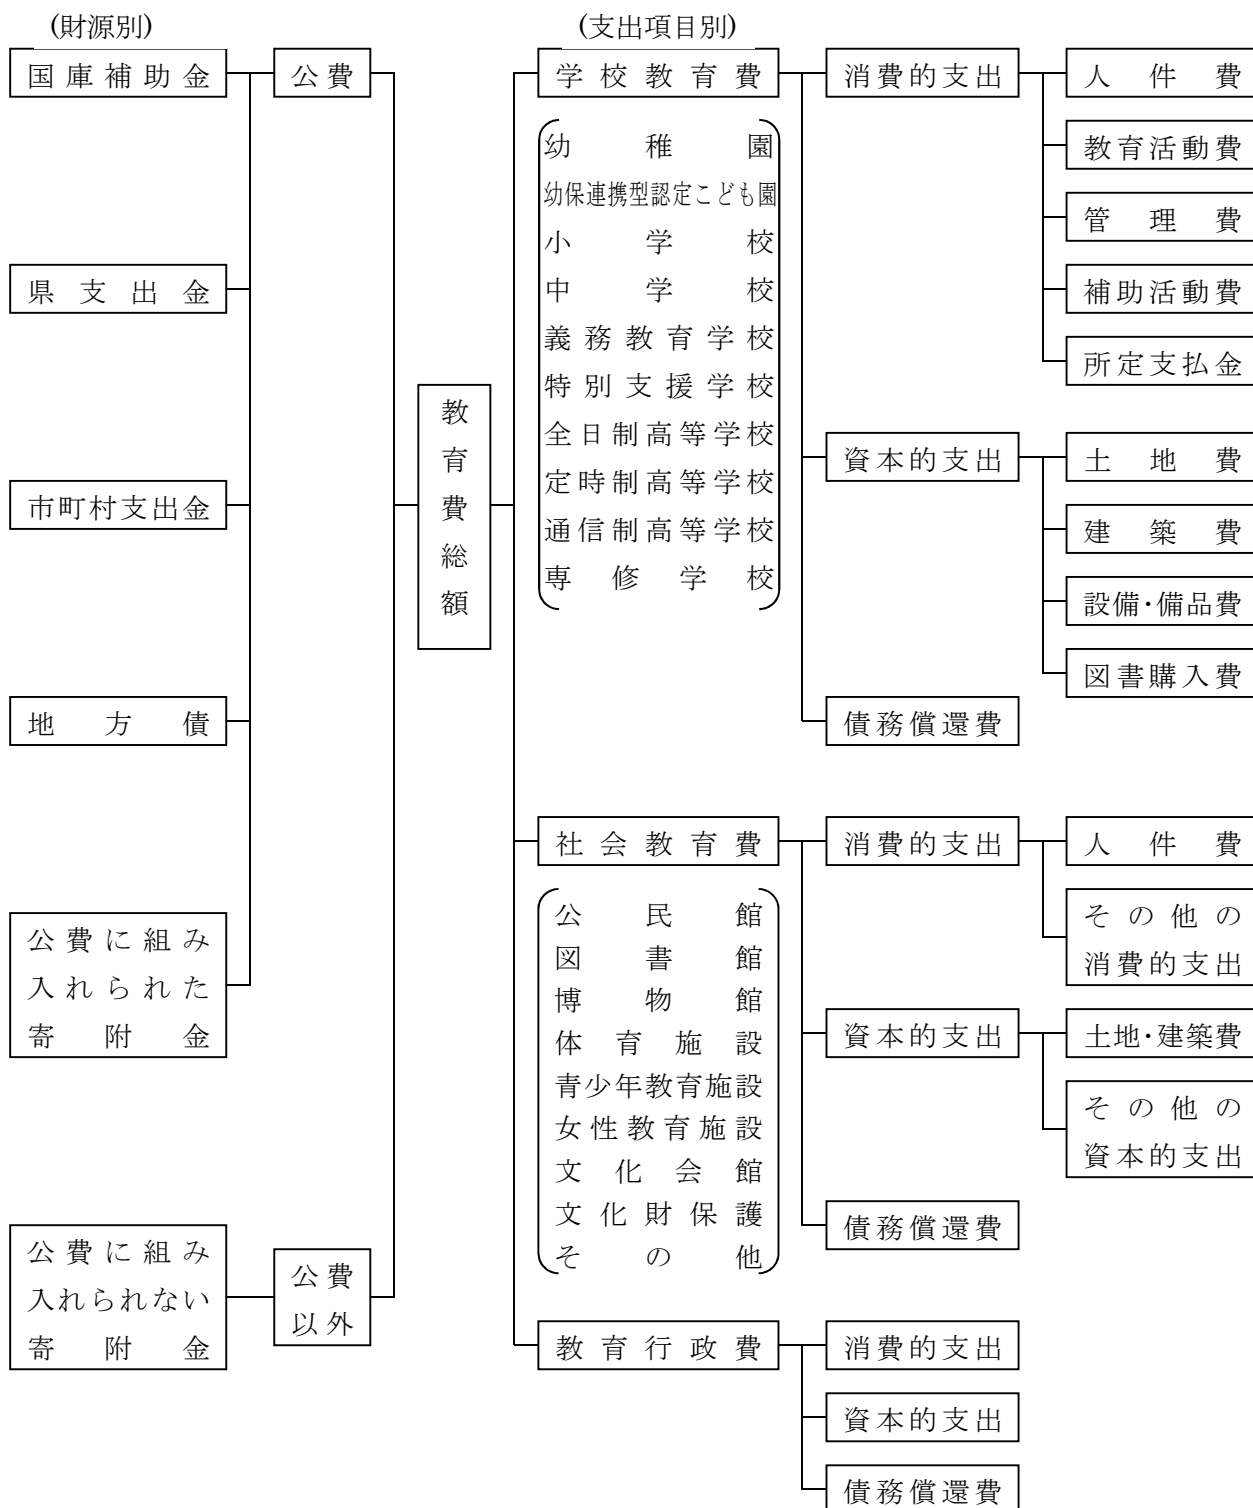 (財源別)
国庫補助金
公費
県支出金
市町村支出金
地方債
公費に組み
入れられた
寄附金
公費に組み
入れられない
寄附金
公費
以外
教育費総額
(支出項目別)
学校教育費
幼稚園
幼保連携型認定こども園
小学校
中学校
義務教育学校
特別支援学校
全日制高等学校
定時制高等学校
通信制高等学校
専修学校
消費的支出
人件費
教育活動費
管理費
補助活動費
所定支払金
資本的支出
土地費
建築費
設備・備品費
図書購入費
債務償還費
社会教育費
公民館
図書館
博物館
体育施設
青少年教育施設
女性教育施設
文化会館
文化財保護
その他
消費的支出
人件費
その他の
消費的支出
資本的支出
土地・建築費
その他の
資本的支出
債務償還費
教育行政費
消費的支出
資本的支出
債務償還費